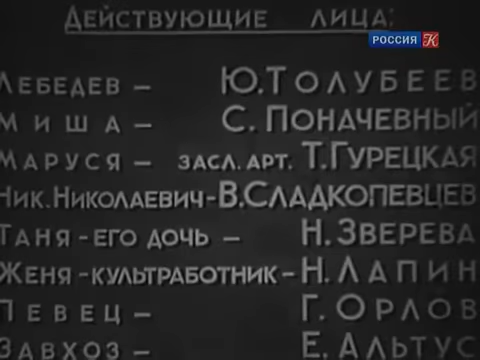 Действующие лица:
РОССИЯ К
Лебедев – Ю. Толубеев
Миша – С. Поначевный
Маруся – засл. арт. Т. Гурецкая
Ник. Николаевич - В. Сладкопевцев
Таня - его дочь – Н. Зверева
Женя - культработник - Н. Лапин
Певец – Г. Орлов
Завхоз – Е. Альтус